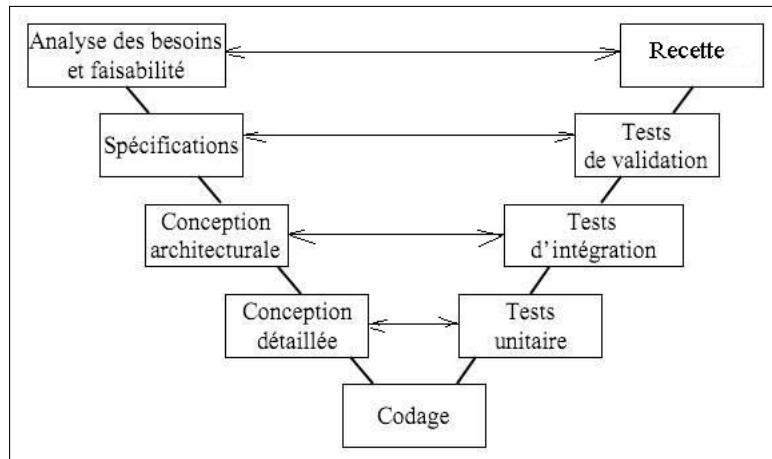 Analyse des besoins
et faisabilité
Recette
Spécifications
Tests
de validation
Conception
architecturale
Tests
d'intégration
Conception
détaillée
Tests
unitaire
Codage